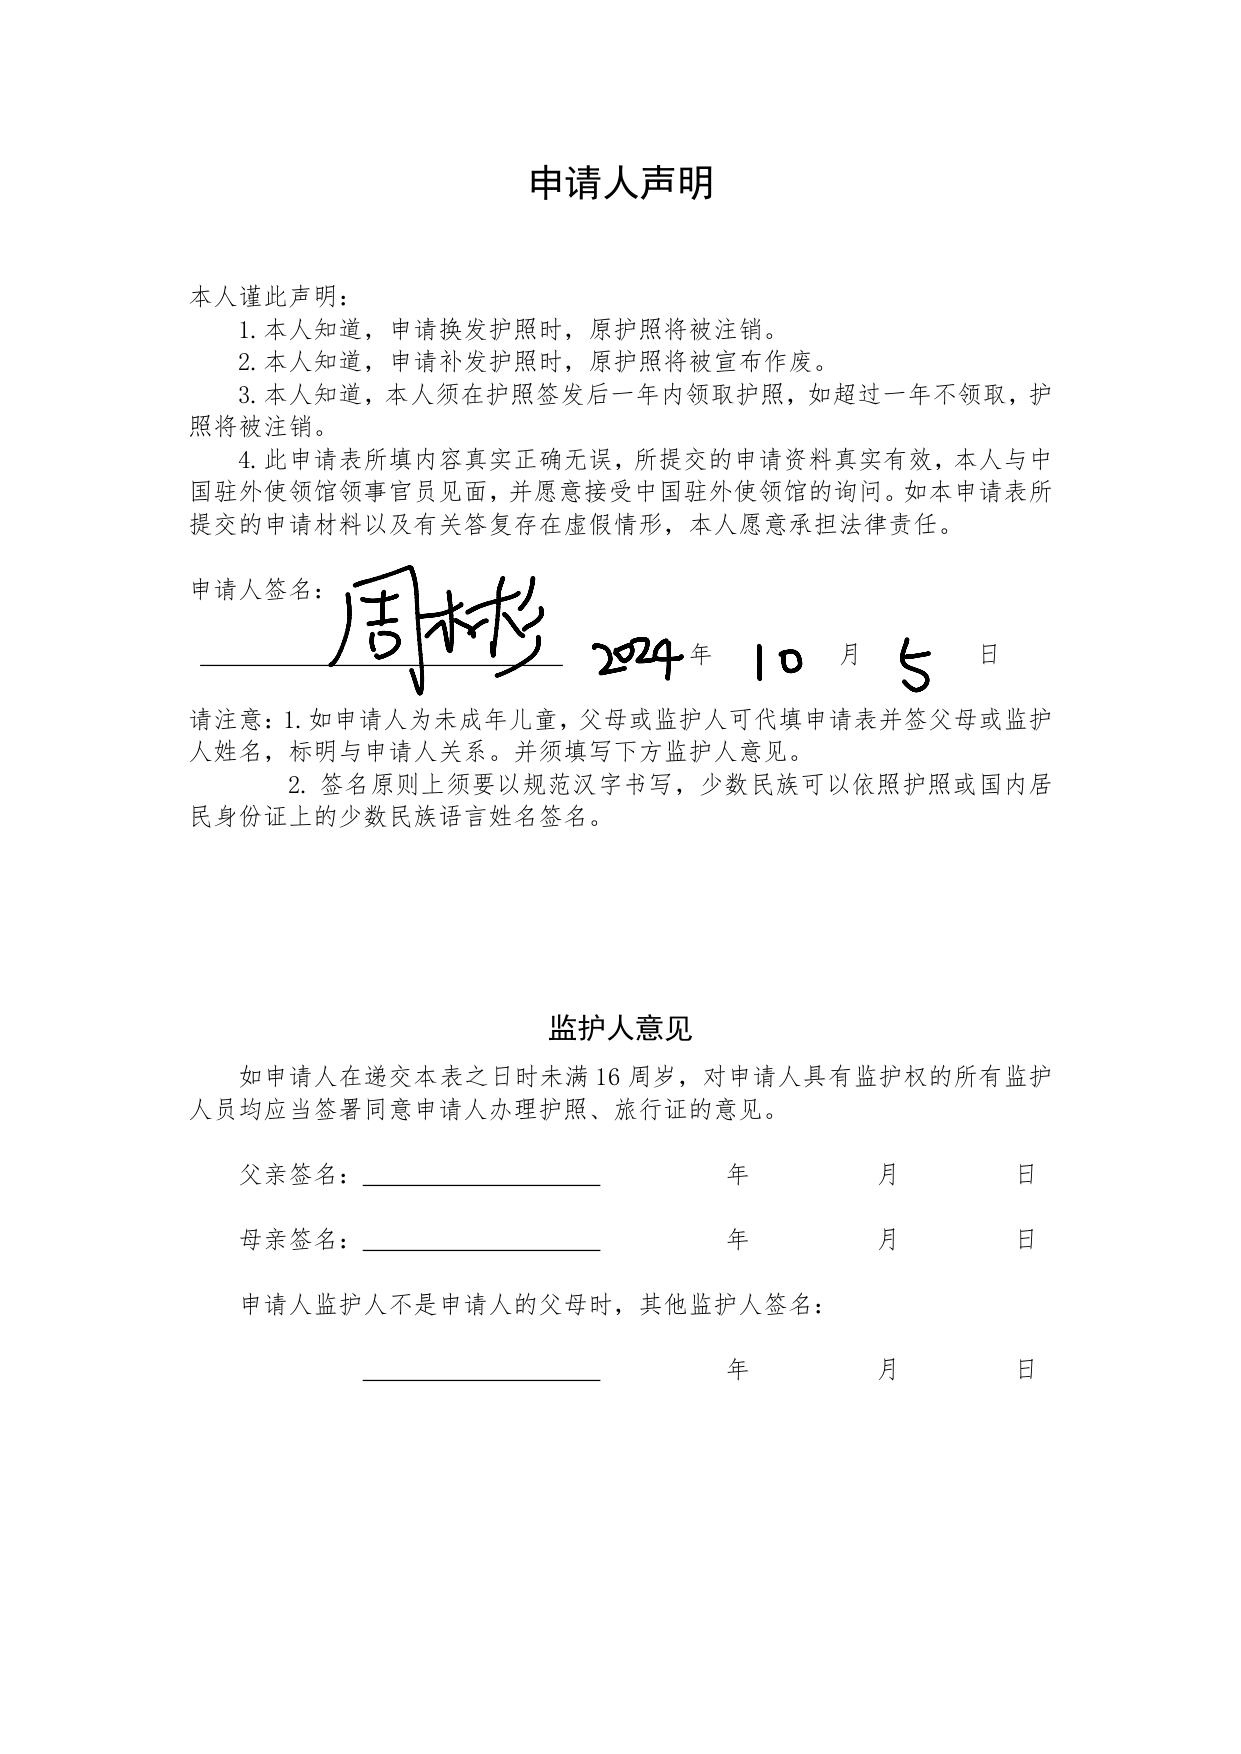 申请人声明
本人谨此声明：
1.本人知道，申请换发护照时，原护照将被注销。
2.本人知道，申请补发护照时，原护照将被宣布作废。
3.本人知道，本人须在护照签发后一年内领取护照，如超过一年不领取，护
照将被注销。
4.此申请表所填内容真实正确无误，所提交的申请资料真实有效，本人与中
国驻外使领馆领事官员见面，并愿意接受中国驻外使领馆的询问。如本申请表所
提交的申请材料以及有关答复存在虚假情形，本人愿意承担法律责任。
申请人签名：
周林彬 2024年 10 月 5 日
请注意：1.如申请人为未成年儿童，父母或监护人可代填申请表并签父母或监护
人姓名，标明与申请人关系。并须填写下方监护人意见。
2. 签名原则上须要以规范汉字书写，少数民族可以依照护照或国内居
民身份证上的少数民族语言姓名签名。
监护人意见
如申请人在递交本表之日时未满 16 周岁，对申请人具有监护权的所有监护
人员均应当签署同意申请人办理护照、旅行证的意见。
父亲签名： 年 月 日
母亲签名： 年 月 日
申请人监护人不是申请人的父母时，其他监护人签名：
年 月 日